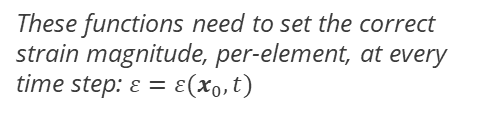 These functions need to set the correct
strain magnitude, per-element, at every
time step: ε = ε(𝒙₀, t)